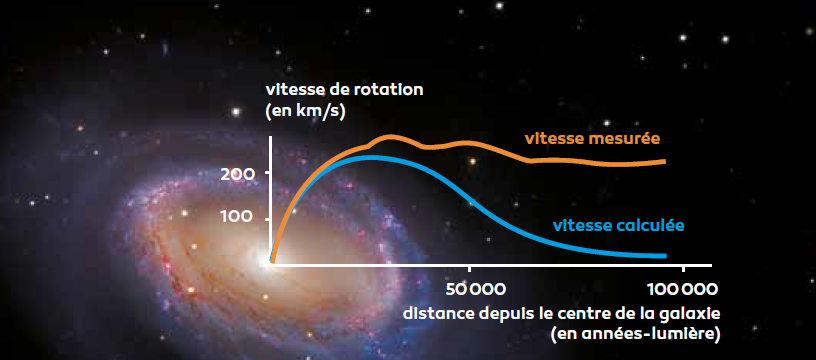 vitesse de rotation
(en km/s)
vitesse mesurée
200
100
vitesse calculée
50 000
100 000
distance depuis le centre de la galaxie
(en années-lumière)